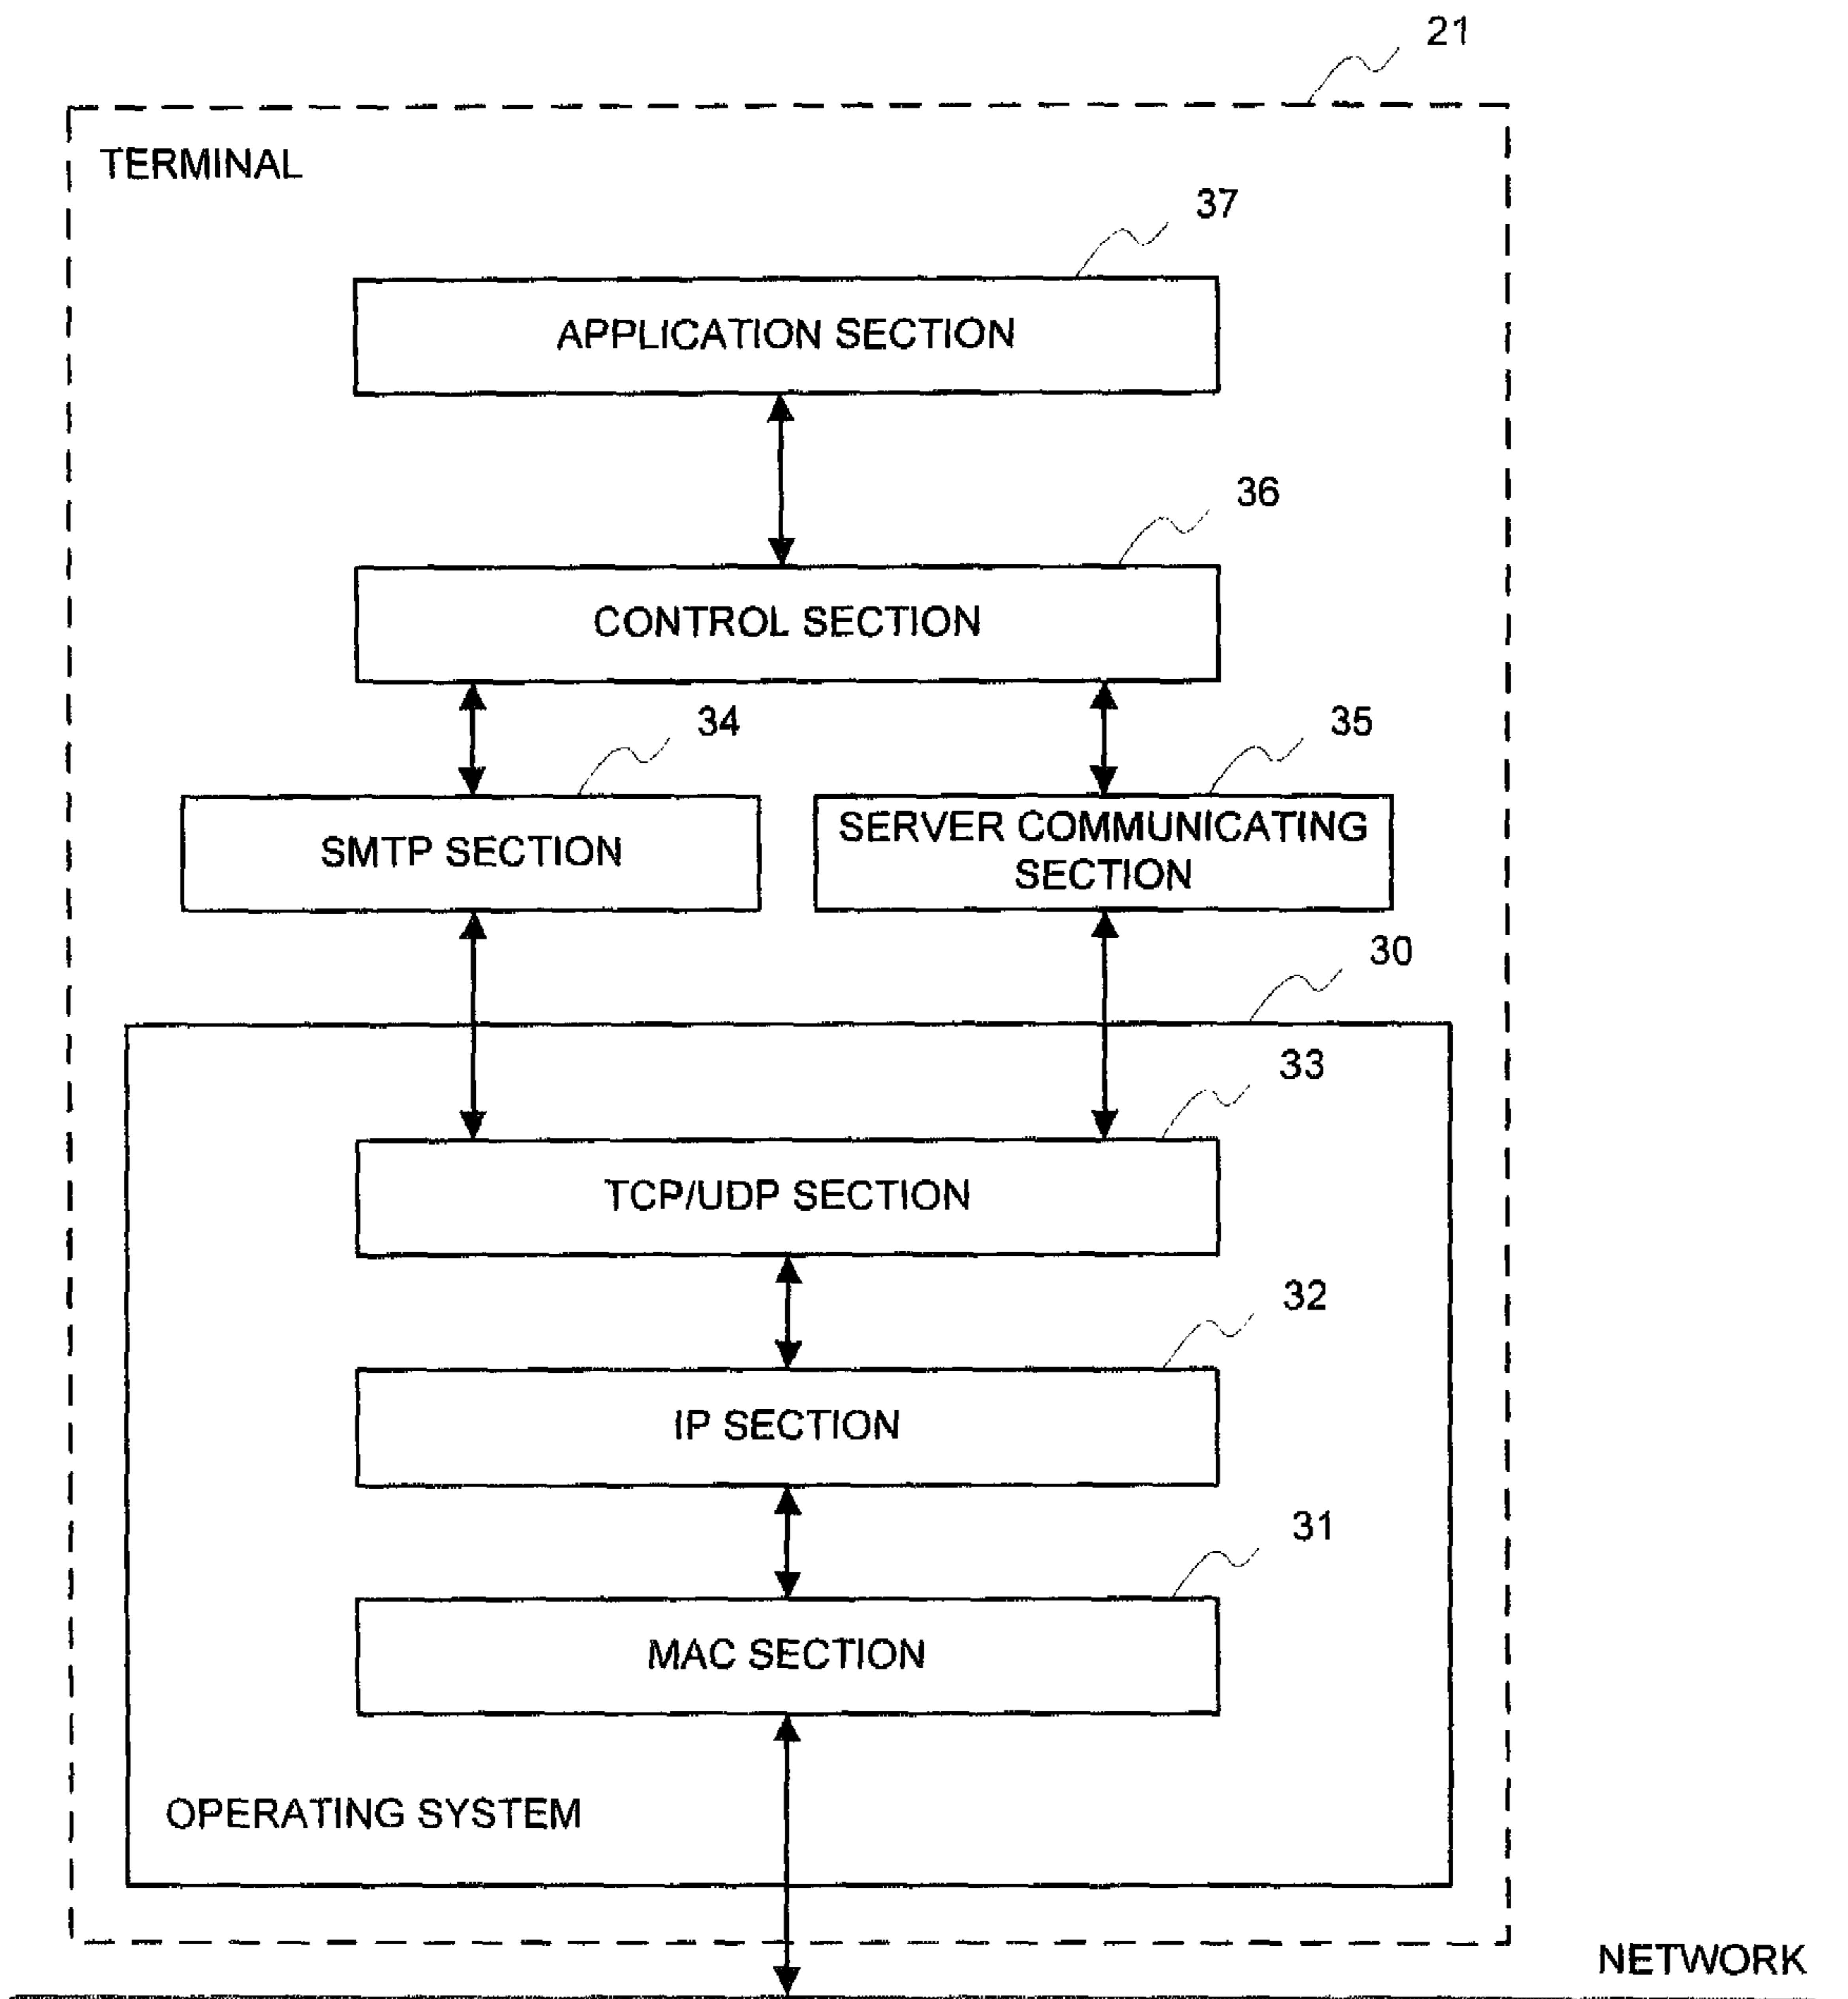 21
TERMINAL
37
APPLICATION SECTION
36
CONTROL SECTION
34
35
SMTP SECTION
SERVER COMMUNICATING
SECTION
30
33
TCP/UDP SECTION
32
IP SECTION
31
MAC SECTION
OPERATING SYSTEM
NETWORK